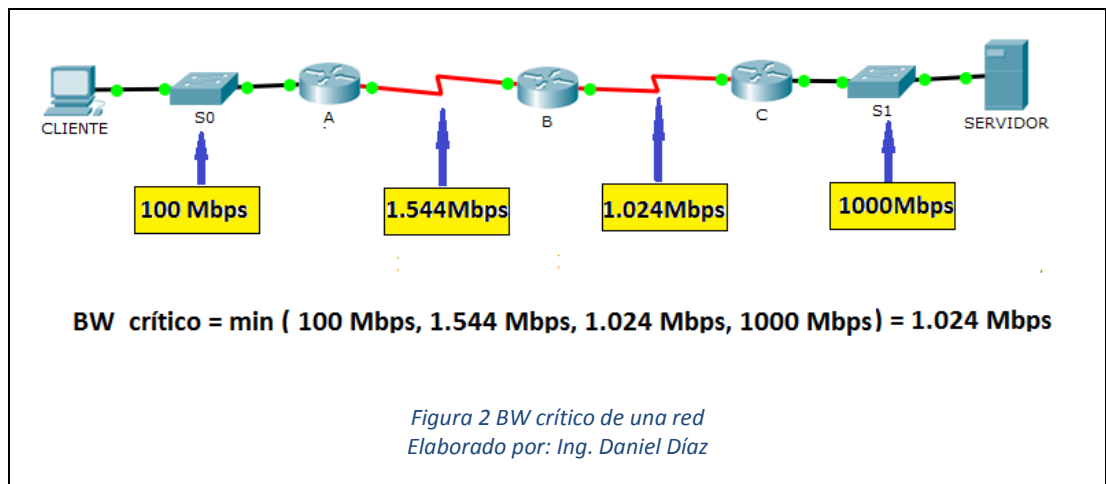 CLIENTE S0 A B C S1 SERVIDOR
100 Mbps 1.544Mbps 1.024Mbps 1000Mbps
BW crítico = min ( 100 Mbps, 1.544 Mbps, 1.024 Mbps, 1000 Mbps) = 1.024 Mbps
Figura 2 BW crítico de una red
Elaborado por: Ing. Daniel Díaz